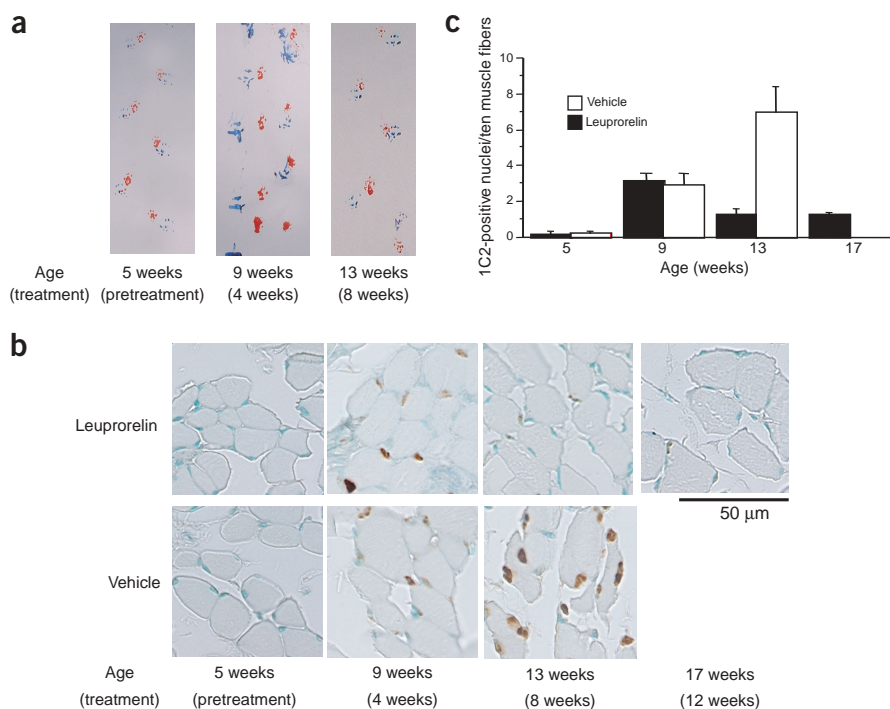 a
Age
(treatment)
5 weeks
(pretreatment)
9 weeks
(4 weeks)
13 weeks
(8 weeks)
c
1C2-positive nuclei/ten muscle fibers
10
8
6
4
2
0
Vehicle
Leuprorelin
5
9
13
17
Age (weeks)
b
Leuprorelin
50 μm
Vehicle
Age
(treatment)
5 weeks
(pretreatment)
9 weeks
(4 weeks)
13 weeks
(8 weeks)
17 weeks
(12 weeks)